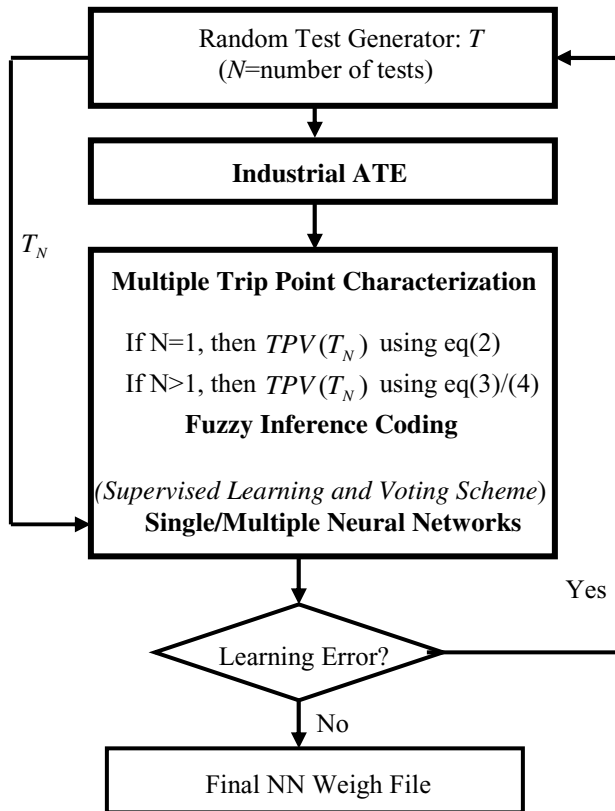 Random Test Generator: T
(N=number of tests)
Industrial ATE
T_N
Multiple Trip Point Characterization
If N=1, then TPV(T_N) using eq(2)
If N>1, then TPV(T_N) using eq(3)/(4)
Fuzzy Inference Coding
(Supervised Learning and Voting Scheme)
Single/Multiple Neural Networks
Yes
Learning Error?
No
Final NN Weigh File